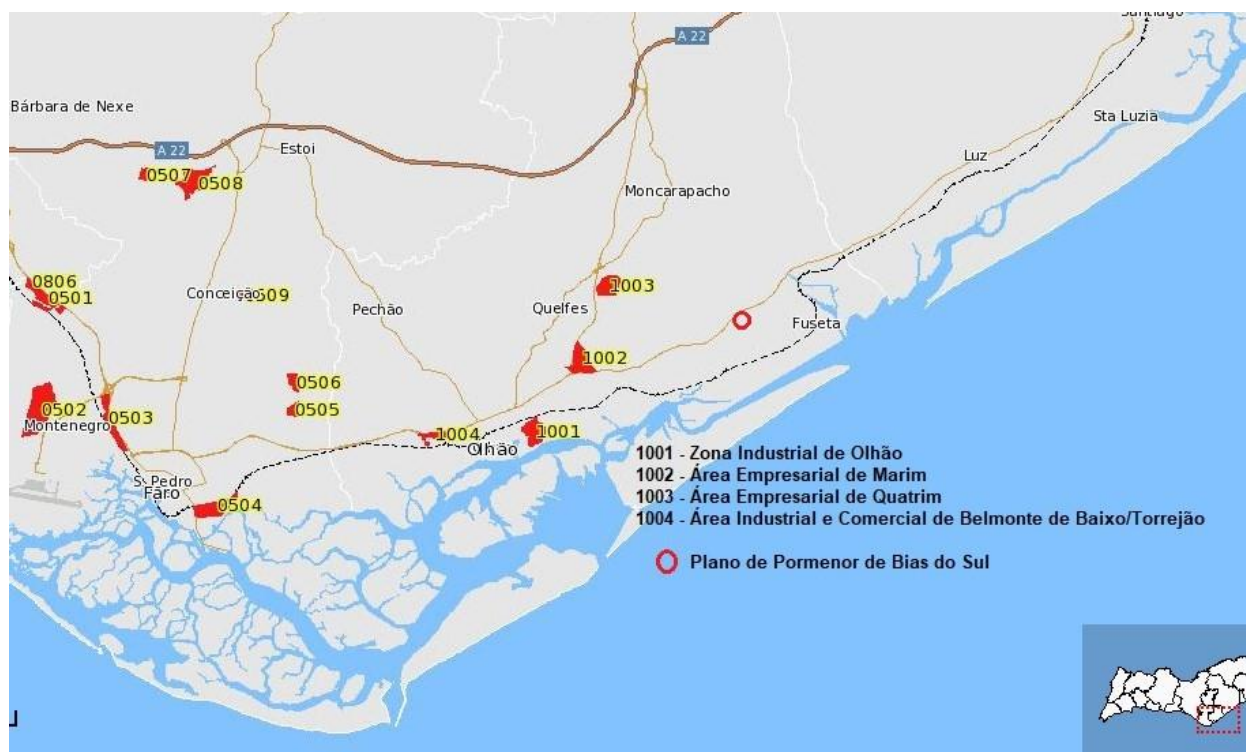 Santiago
A 22
Bárbara de Nexe
Sta Luzia
A 22
Estoi
Luz
0507
0508
Moncarapacho
0806
0501
Conceição
0509
1003
Pechão
Quelfes
Fuseta
1002
0506
0502
0503
0505
Montenegro
1004
1001
Olhão
1001 - Zona Industrial de Olhão
1002 - Área Empresarial de Marim
1003 - Área Empresarial de Quatrim
1004 - Área Industrial e Comercial de Belmonte de Baixo/Torrejão
S. Pedro
Faro
0504
Plano de Pormenor de Bias do Sul